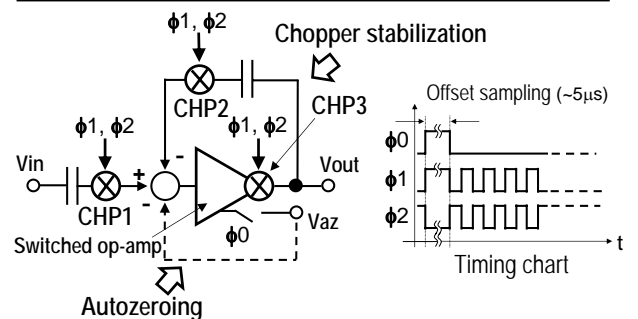 ϕ1, ϕ2
Chopper stabilization
CHP2
CHP3
ϕ1, ϕ2
ϕ1, ϕ2
Vin
+
-
-
CHP1
Vout
Vaz
ϕ0
Switched op-amp
Autozeroing
Offset sampling (~5μs)
ϕ0
ϕ1
ϕ2
t
Timing chart